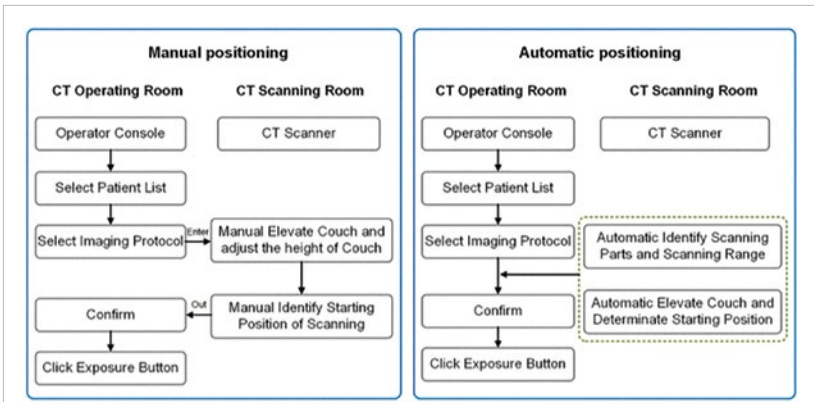 Manual positioning
CT Operating Room
CT Scanning Room
Operator Console
CT Scanner
Select Patient List
Select Imaging Protocol
Enter
Manual Elevate Couch and
adjust the height of Couch
Confirm
Out
Manual Identify Starting
Position of Scanning
Click Exposure Button
Automatic positioning
CT Operating Room
CT Scanning Room
Operator Console
CT Scanner
Select Patient List
Select Imaging Protocol
Automatic Identify Scanning
Parts and Scanning Range
Confirm
Automatic Elevate Couch and
Determinate Starting Position
Click Exposure Button